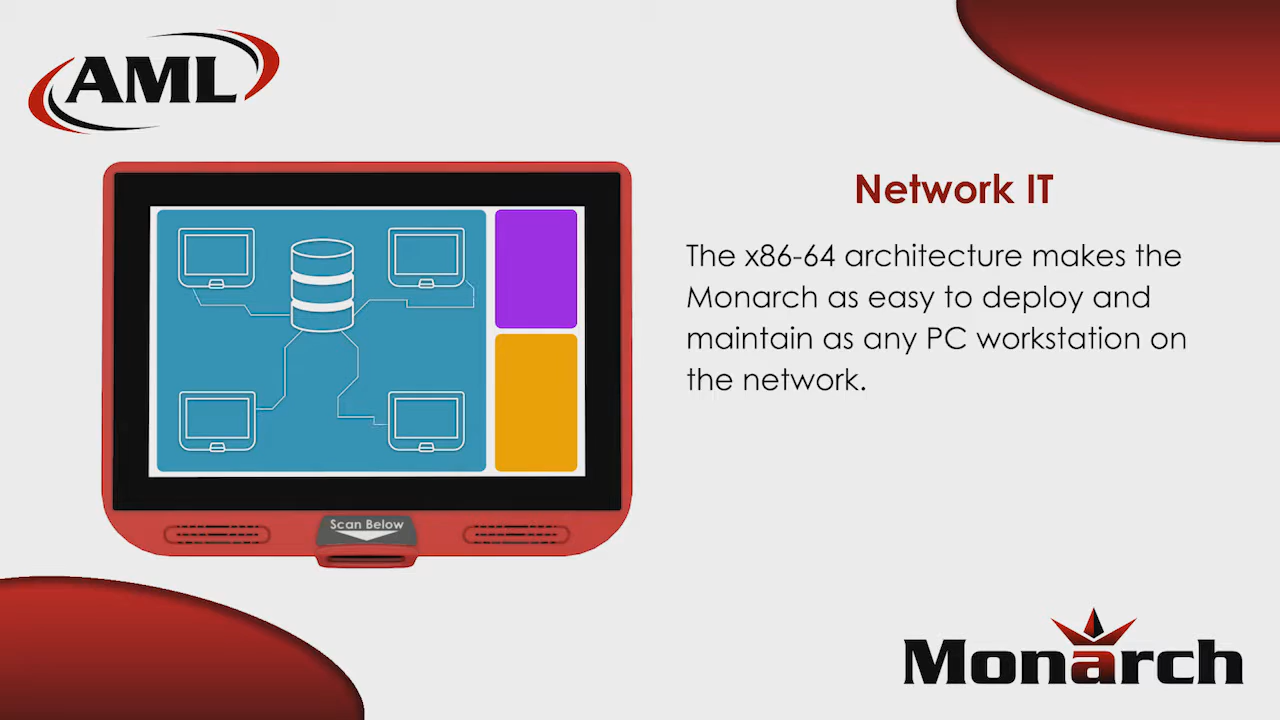 AML
Network IT
The x86-64 architecture makes the
Monarch as easy to deploy and
maintain as any PC workstation on
the network.
Scan Below
Monarch